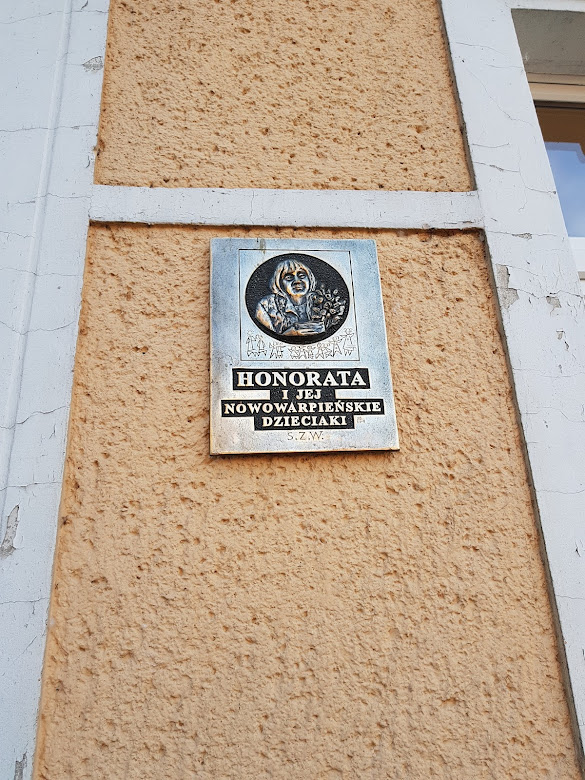 HONORATA
I JEJ
NOWOWARPIEŃSKIE
DZIECIAKI
S.Z.W.